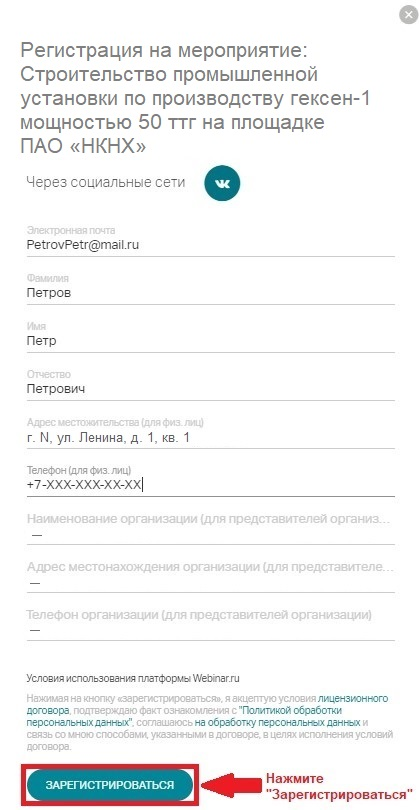 Регистрация на мероприятие:
Строительство промышленной
установки по производству гексен-1
мощностью 50 ттг на площадке
ПАО «НКНХ»
Через социальные сети
Электронная почта
PetrovPetr@mail.ru
Фамилия
Петров
Имя
Петр
Отчество
Петрович
Адрес местожительства (для физ. лиц)
г. N, ул. Ленина, д. 1, кв. 1
Телефон (для физ. лиц)
+7-XXX-XXX-XX-XX
Наименование организации (для представителей организ...
—
Адрес местонахождения организации (для представителе...
—
Телефон организации (для представителей организации)
—
Условия использования платформы Webinar.ru
Нажимая на кнопку «зарегистрироваться», я акцептую условия лицензионного
договора, подтверждаю факт ознакомления с "Политикой обработки
персональных данных", соглашаюсь на обработку персональных данных и
связь со мною способами, указанными в договоре, в целях исполнения условий
договора.
ЗАРЕГИСТРИРОВАТЬСЯ
Нажмите
"Зарегистрироваться"